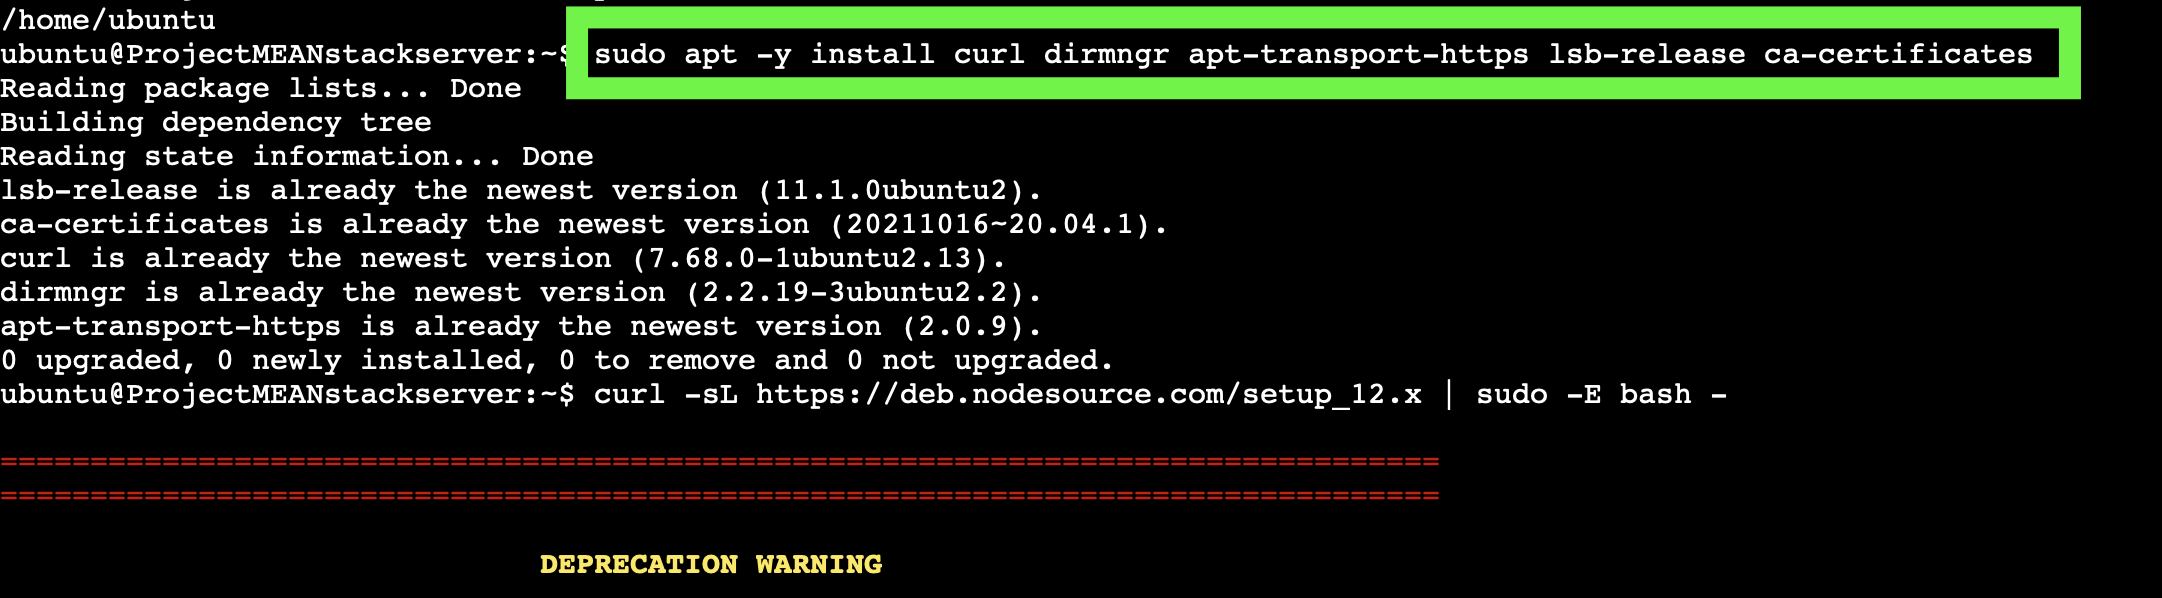 /home/ubuntu
ubuntu@ProjectMEANstackserver:~$ sudo apt -y install curl dirmngr apt-transport-https lsb-release ca-certificates
Reading package lists... Done
Building dependency tree
Reading state information... Done
lsb-release is already the newest version (11.1.0ubuntu2).
ca-certificates is already the newest version (20211016~20.04.1).
curl is already the newest version (7.68.0-1ubuntu2.13).
dirmngr is already the newest version (2.2.19-3ubuntu2.2).
apt-transport-https is already the newest version (2.0.9).
0 upgraded, 0 newly installed, 0 to remove and 0 not upgraded.
ubuntu@ProjectMEANstackserver:~$ curl -sL https://deb.nodesource.com/setup_12.x | sudo -E bash -
================================================================================
================================================================================
DEPRECATION WARNING